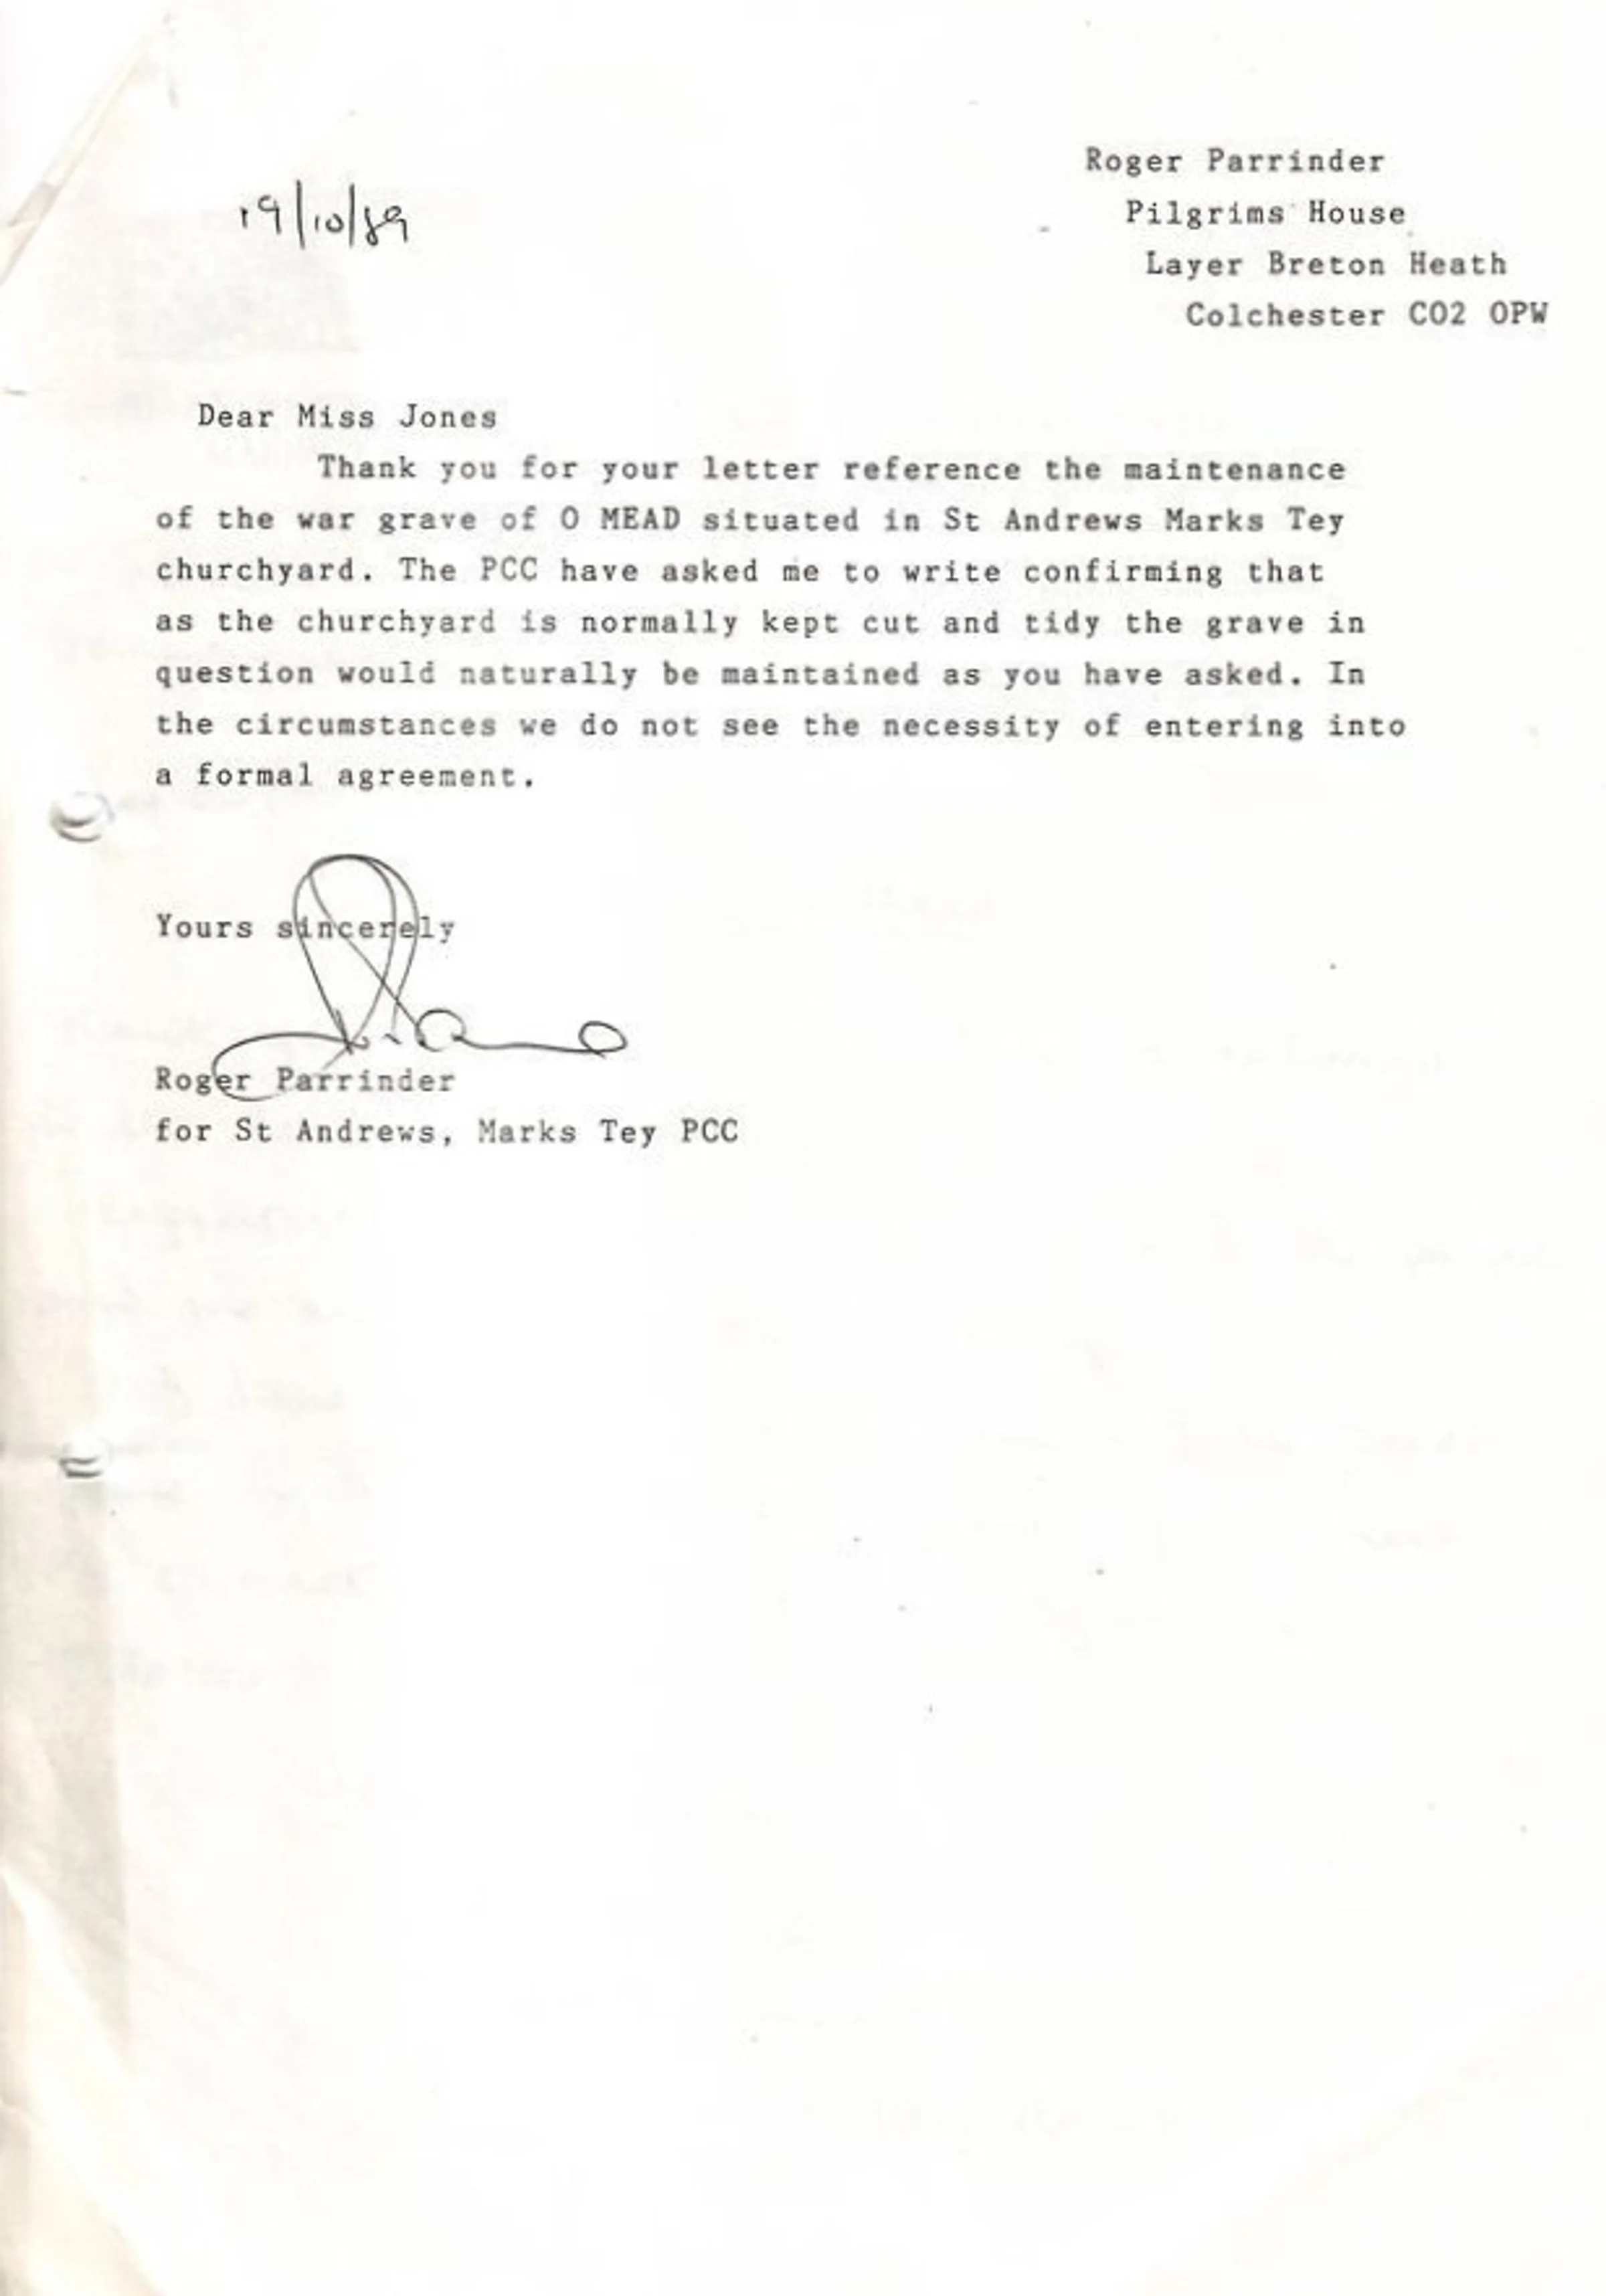 19/10/89
Roger Parrinder
Pilgrims House
Layer Breton Heath
Colchester CO2 OPW
Dear Miss Jones
Thank you for your letter reference the maintenance
of the war grave of O MEAD situated in St Andrews Marks Tey
churchyard. The PCC have asked me to write confirming that
as the churchyard is normally kept cut and tidy the grave in
question would naturally be maintained as you have asked. In
the circumstances we do not see the necessity of entering into
a formal agreement.
Yours sincerely
Roger Parrinder
for St Andrews, Marks Tey PCC